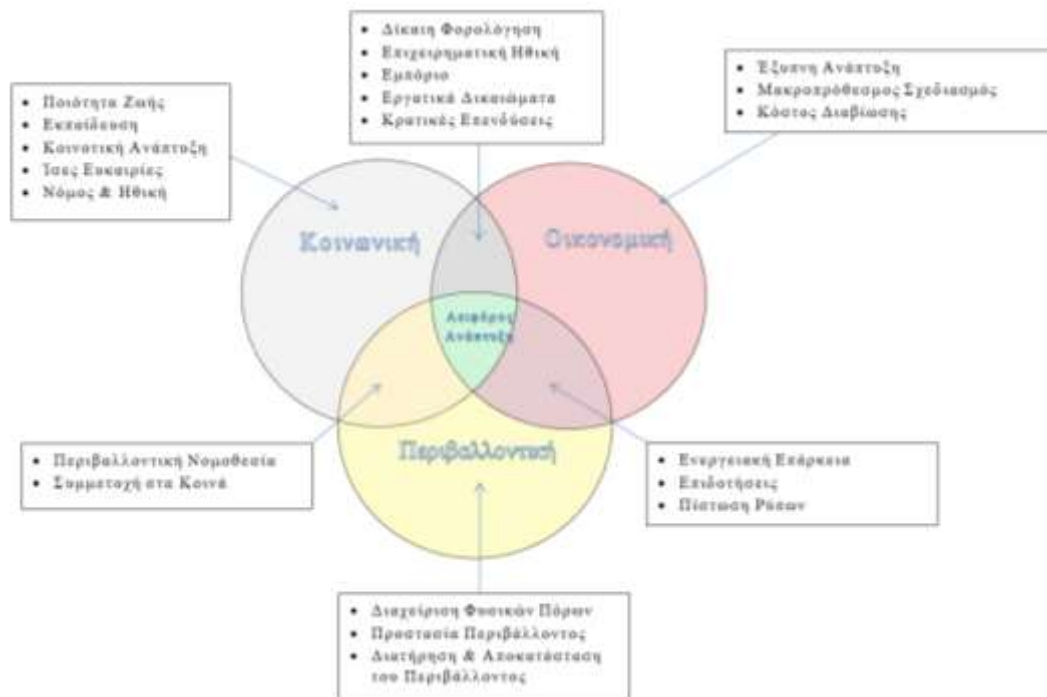 • Δίκαιη Φορολόγηση
• Επιχειρηματική Ηθική
• Εμπόριο
• Εργατικά Δικαιώματα
• Κρατικές Επενδύσεις
• Έξυπνη Ανάπτυξη
• Μακροπρόθεσμος Σχεδιασμός
• Κόστος Διαβίωσης
• Ποιότητα Ζωής
• Εκπαίδευση
• Κοινοτική Ανάπτυξη
• Ίσες Ευκαιρίες
• Νόμος & Ηθική
Κοινωνική
Οικονομική
Αειφόρος
Ανάπτυξη
Περιβαλλοντική
• Περιβαλλοντική Νομοθεσία
• Συμμετοχή στα Κοινά
• Ενεργειακή Επάρκεια
• Επιδοτήσεις
• Πίστωση Ρύπων
• Διαχείριση Φυσικών Πόρων
• Προστασία Περιβάλλοντος
• Διατήρηση & Αποκατάσταση
του Περιβάλλοντος